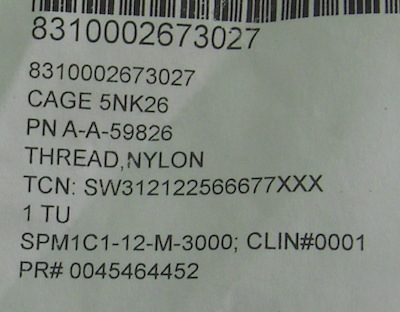 8310002673027
8310002673027
CAGE 5NK26
PN A-A-59826
THREAD,NYLON
TCN: SW312122566677XXX
1 TU
SPM1C1-12-M-3000; CLIN#0001
PR# 0045464452